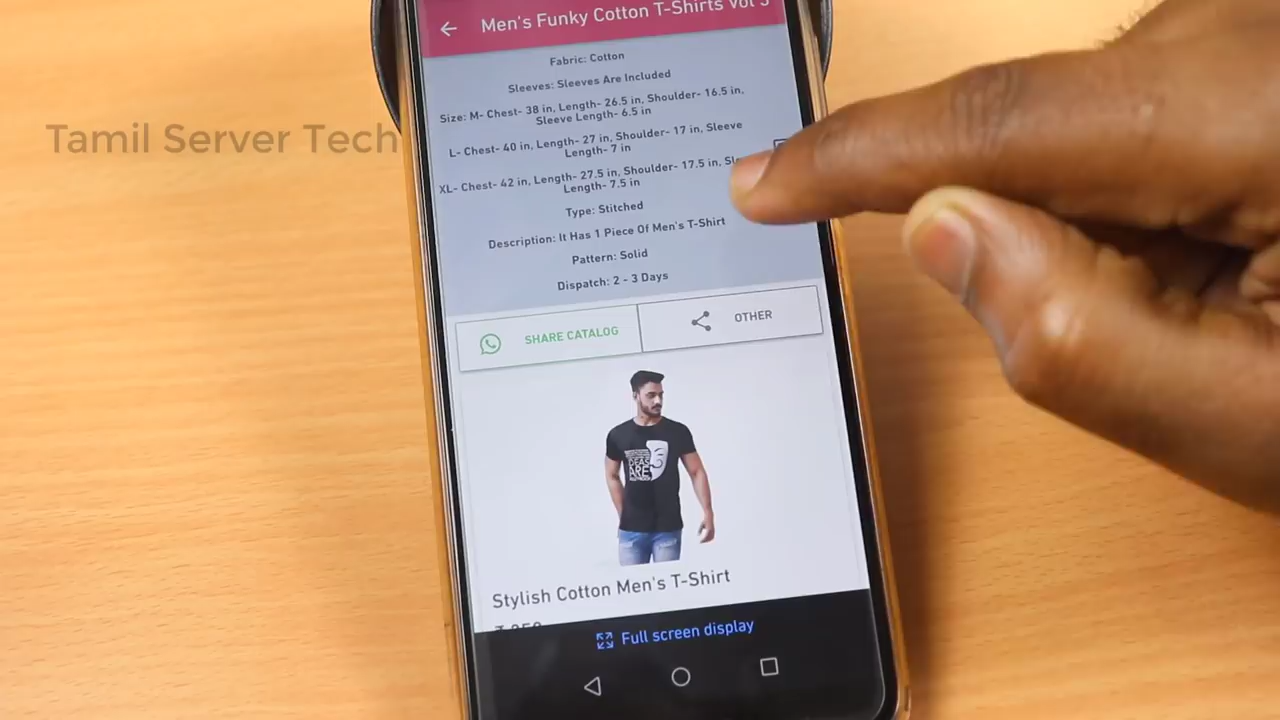 Men's Funky Cotton T-Shirts Vol 3
Fabric: Cotton
Sleeves: Sleeves Are Included
Size: M- Chest- 38 in, Length- 26.5 in, Shoulder- 16.5 in,
Sleeve Length- 6.5 in
L- Chest- 40 in, Length- 27 in, Shoulder- 17 in, Sleeve
Length- 7 in
XL- Chest- 42 in, Length- 27.5 in, Shoulder- 17.5 in,
Length- 7.5 in
Type: Stitched
Description: It Has 1 Piece Of Men's T-Shirt
Pattern: Solid
Dispatch: 2 - 3 Days
Tamil Server Tech
SHARE CATALOG
OTHER
IDEAS
ARE
Stylish Cotton Men's T-Shirt
Full screen display